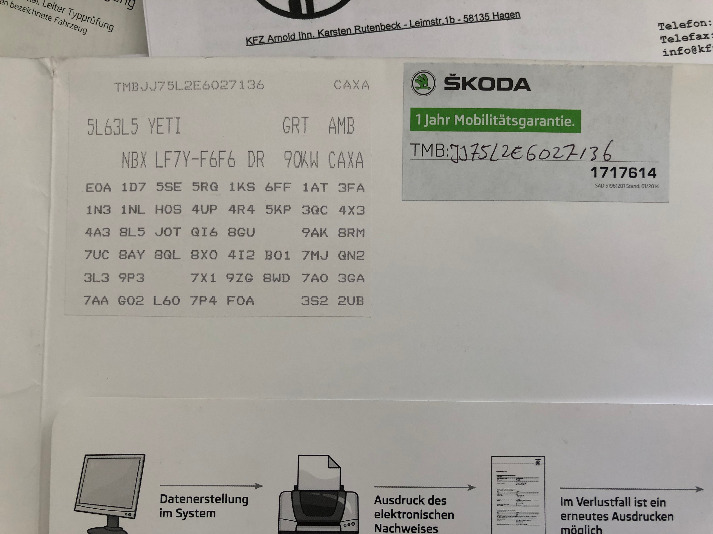 Leiter Typprüfung
bezeichnete Fahrzeug
KFZ Arnold Ihn. Karsten Rutenbeck - Leimstr.1b - 58135 Hagen
Telefon:
Telefax:
info@kf
TMBJJ75L2E6027136 CAXA
5L63L5 YETI GRT AMB
NBX LF7Y-F6F6 DR 90KW CAXA
E0A 1D7 5SE 5RQ 1KS 6FF 1AT 3FA
1N3 1NL H0S 4UP 4R4 5KP 3QC 4X3
4A3 8L5 J0T QI6 8GU 9AK 8RM
7UC 8AY 8QL 8X0 4I2 B01 7MJ QN2
3L3 9P3 7X1 9ZG 8WD 7A0 3GA
7AA G02 L60 7P4 F0A 3S2 2UB
ŠKODA
1 Jahr Mobilitätsgarantie.
TMB:JJ75L2E6027136
1717614
Datenerstellung
im System
Ausdruck des
elektronischen
Nachweises
Im Verlustfall ist ein
erneutes Ausdrucken
möglich